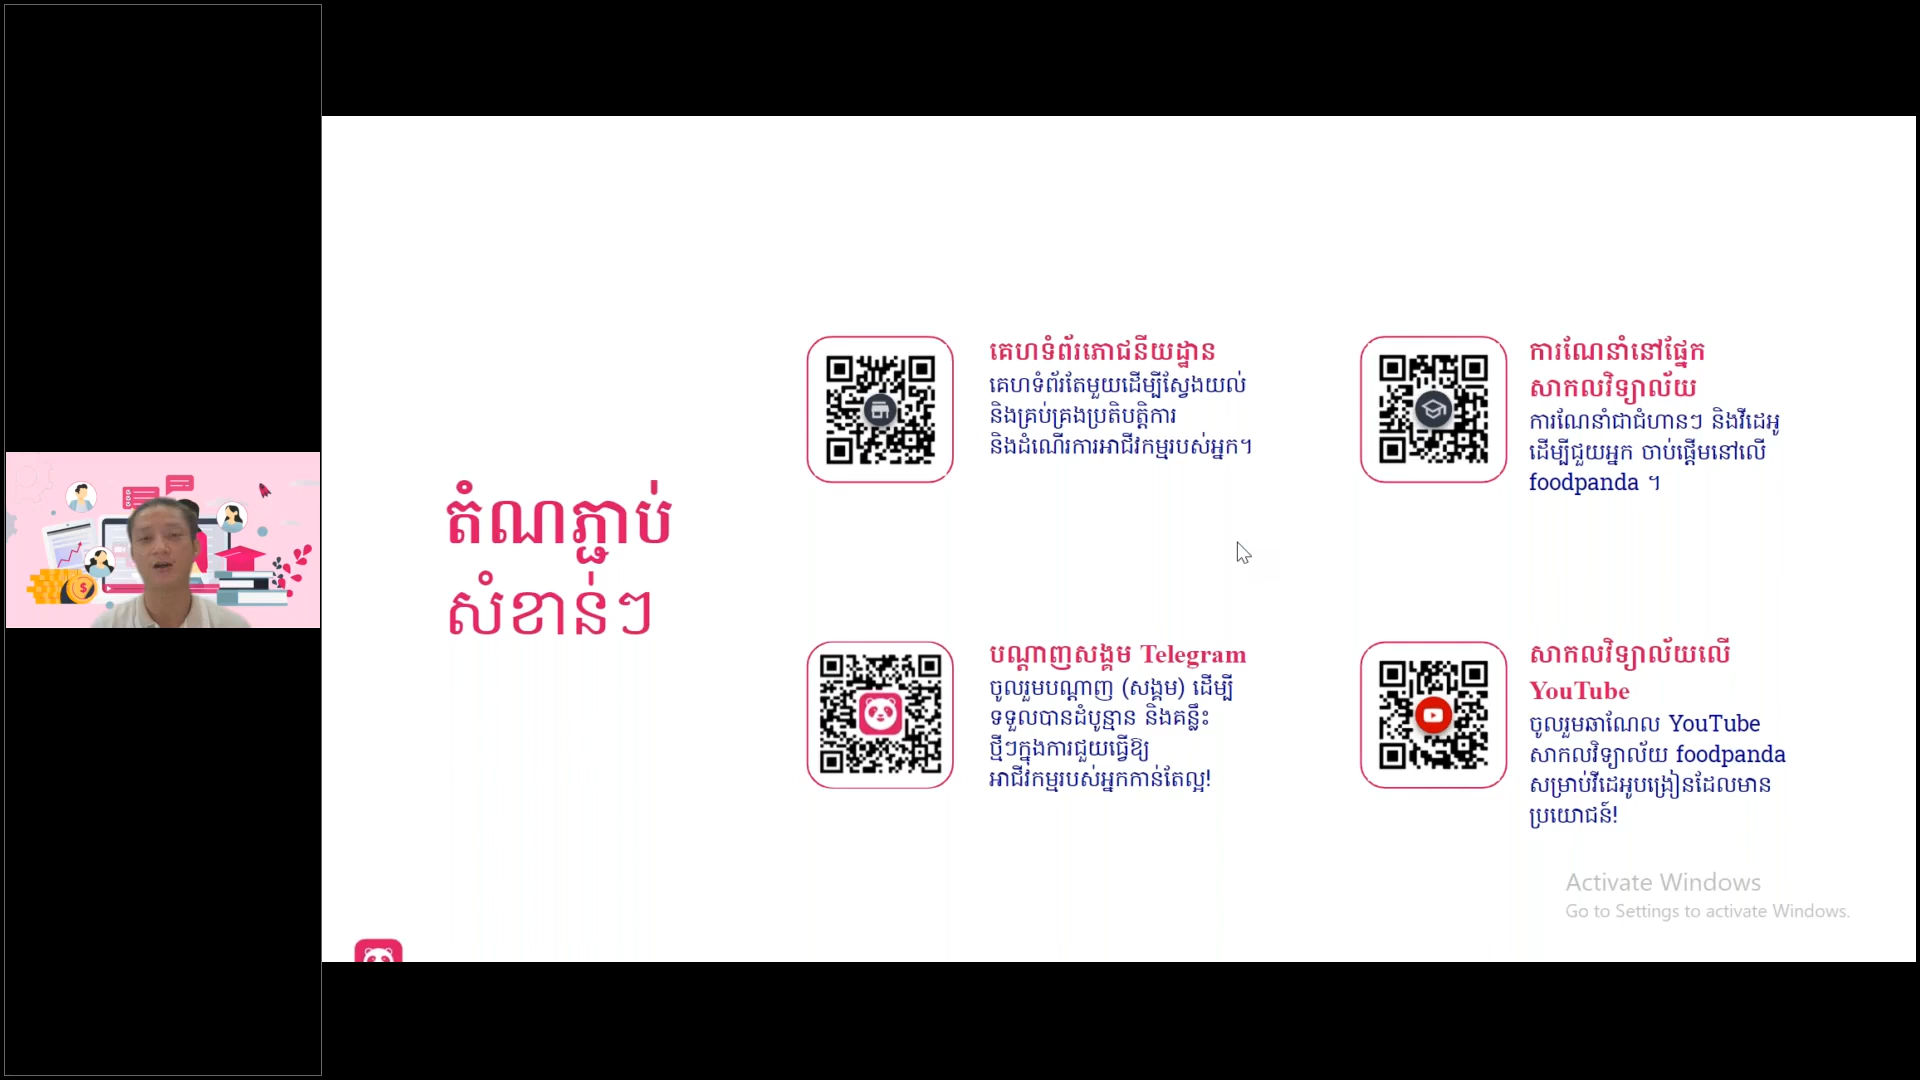 តំណភ្ជាប់
សំខាន់ៗ
គេហទំព័រភោជនីយដ្ឋាន
គេហទំព័រតែមួយដើម្បីស្វែងយល់
និងគ្រប់គ្រងប្រតិបត្តិការ
និងដំណើរការអាជីវកម្មរបស់អ្នក។
ការណែនាំនៅផ្នែក
សាកលវិទ្យាល័យ
ការណែនាំជាជំហានៗ និងវីដេអូ
ដើម្បីជួយអ្នក ចាប់ផ្តើមនៅលើ
foodpanda ។
បណ្តាញសង្គម Telegram
ចូលរួមបណ្តាញ (សង្គម) ដើម្បី
ទទួលបានដំបូន្មាន និងគន្លឹះ
ថ្មីៗក្នុងការជួយធ្វើឱ្យ
អាជីវកម្មរបស់អ្នកកាន់តែល្អ!
សាកលវិទ្យាល័យលើ
YouTube
ចូលរួមឆាណែល YouTube
សាកលវិទ្យាល័យ foodpanda
សម្រាប់វីដេអូបង្រៀនដែលមាន
ប្រយោជន៍!
Activate Windows
Go to Settings to activate Windows.